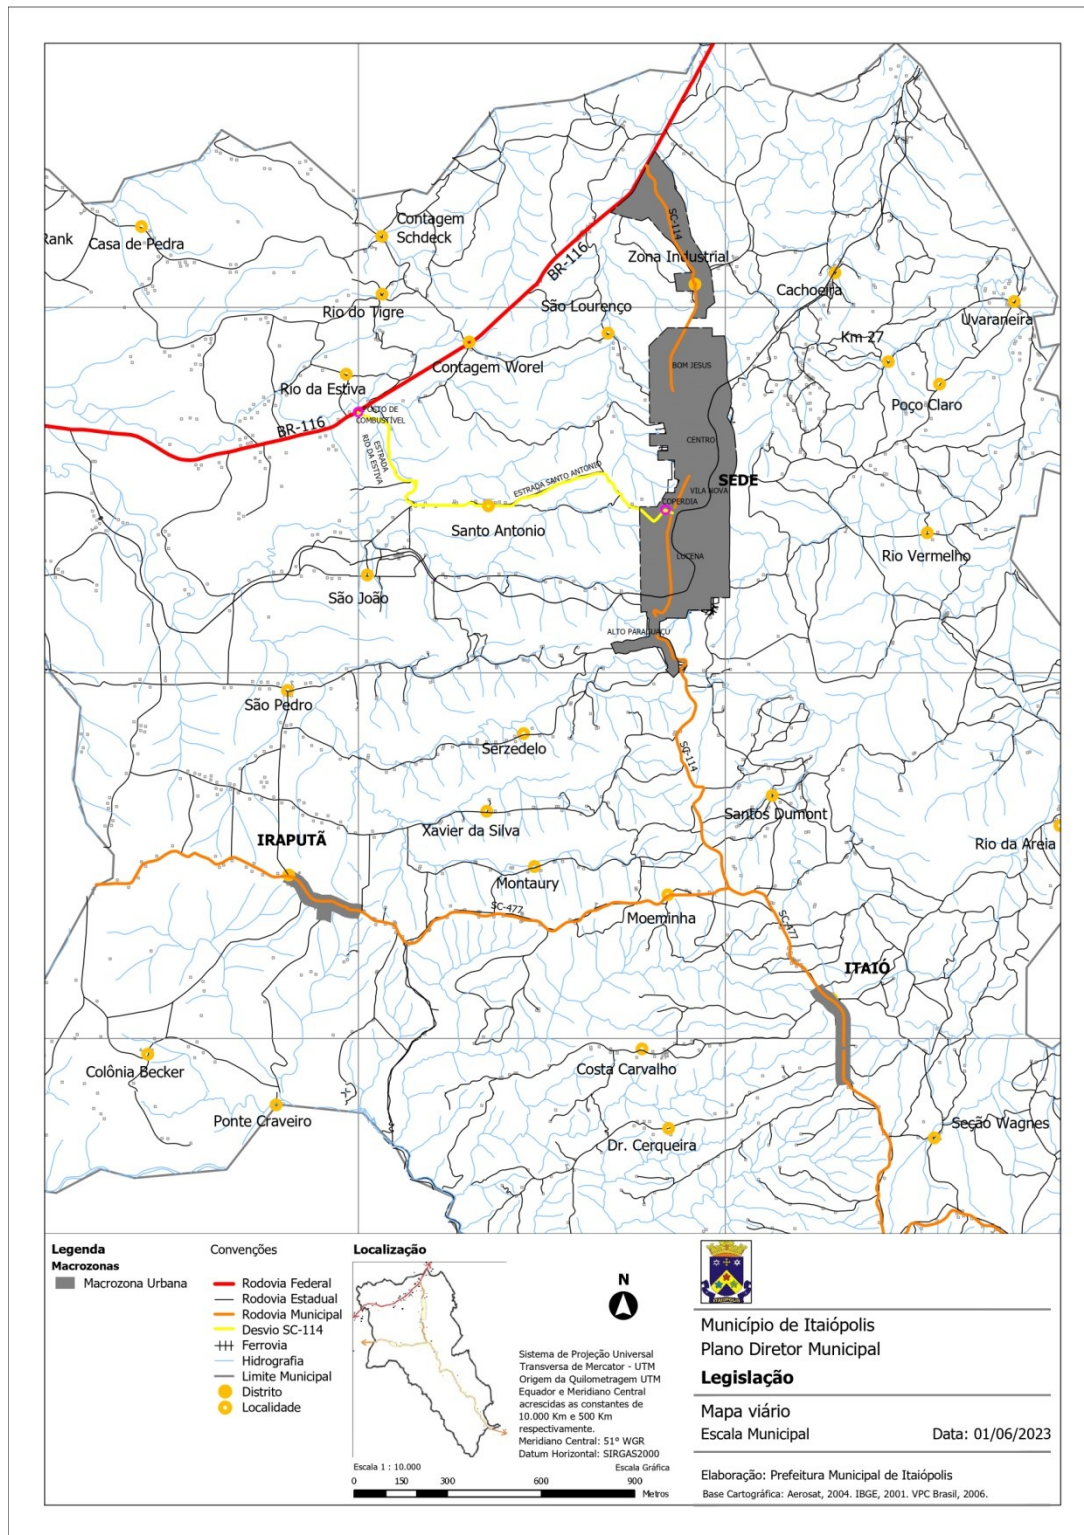 BR-116
SC-114
Contagem
Schdeck
Rank
Casa de Pedra
Zona Industrial
Cachoeira
Rio do Tigre
São Lourenço
Uvaraneira
Km 27
Contagem Worel
BOM JESUS
Rio da Estiva
Poço Claro
POSTO DE
COMBUSTÍVEL
BR-116
ESTRADA
RIO DA ESTIVA
CENTRO
ESTRADA SANTO ANTONIO
SEDE
VILA NOVA
COPERDIA
Santo Antonio
LUCENA
Rio Vermelho
São João
ALTO PARAGUAÇU
São Pedro
Serzedelo
SC-114
Santos Dumont
Xavier da Silva
IRAPUTÃ
Rio da Areia
Montaury
SC-477
Moeminha
SC-477
ITAIÓ
Costa Carvalho
Colônia Becker
Ponte Craveiro
Seção Wagnes
Dr. Cerqueira
Legenda
Macrozonas
Macrozona Urbana
Convenções
Rodovia Federal
Rodovia Estadual
Rodovia Municipal
Desvio SC-114
Ferrovia
Hidrografia
Limite Municipal
Distrito
Localidade
Localização
N
Sistema de Projeção Universal
Transversa de Mercator - UTM
Origem da Quilometragem UTM
Equador e Meridiano Central
acrescidas as constantes de
10.000 Km e 500 Km
respectivamente.
Meridiano Central: 51º WGR
Datum Horizontal: SIRGAS2000
Escala 1 : 10.000
Escala Gráfica
0 150 300 600 900
Metros
ITAIÓPOLIS
Município de Itaiópolis
Plano Diretor Municipal
Legislação
Mapa viário
Escala Municipal
Data: 01/06/2023
Elaboração: Prefeitura Municipal de Itaiópolis
Base Cartográfica: Aerosat, 2004. IBGE, 2001. VPC Brasil, 2006.